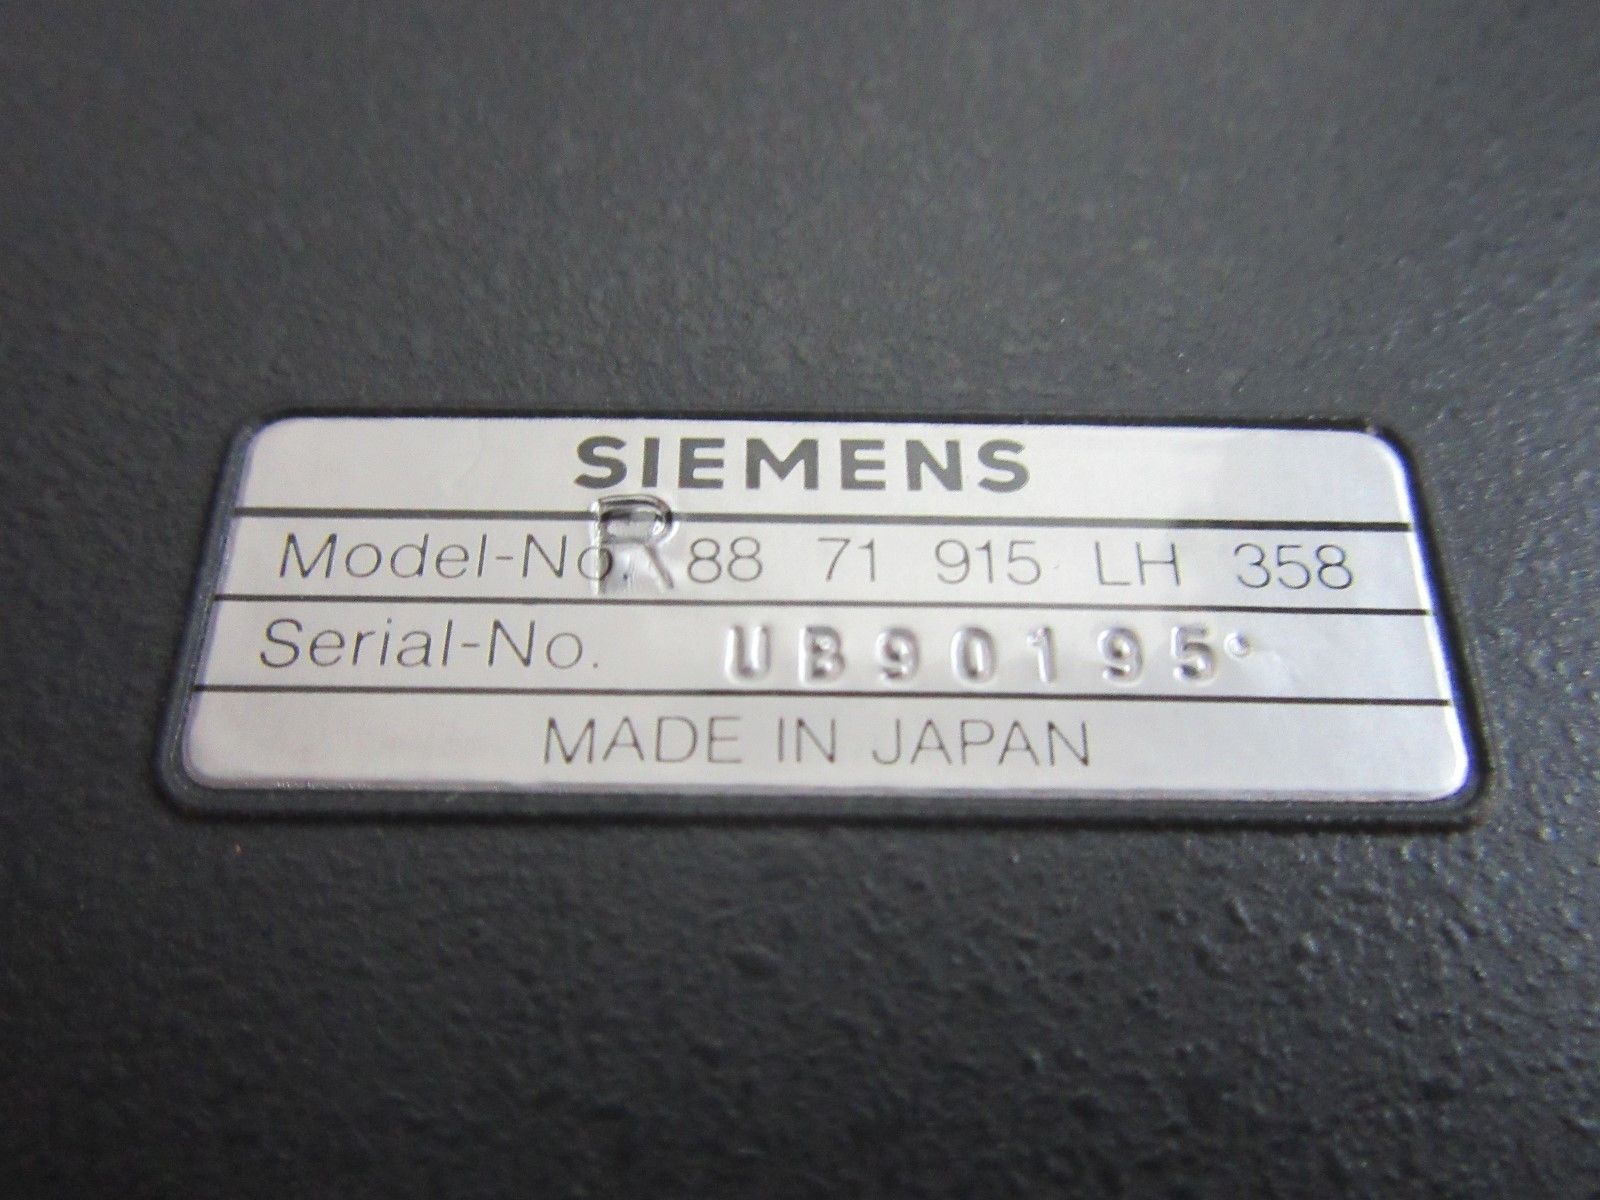 SIEMENS
Model-No. R 88 71 915 LH 358
Serial-No. UB90195
MADE IN JAPAN